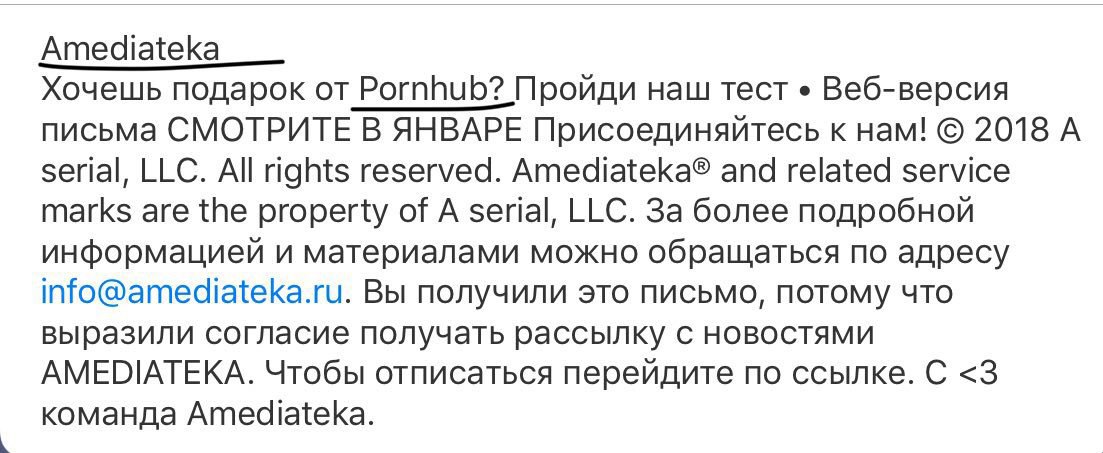 Amediateka
Хочешь подарок от Pornhub? Пройди наш тест • Веб-версия
письма СМОТРИТЕ В ЯНВАРЕ Присоединяйтесь к нам! © 2018 A
serial, LLC. All rights reserved. Amediateka® and related service
marks are the property of A serial, LLC. За более подробной
информацией и материалами можно обращаться по адресу
info@amediateka.ru. Вы получили это письмо, потому что
выразили согласие получать рассылку с новостями
AMEDIATEKA. Чтобы отписаться перейдите по ссылке. С <3
команда Amediateka.